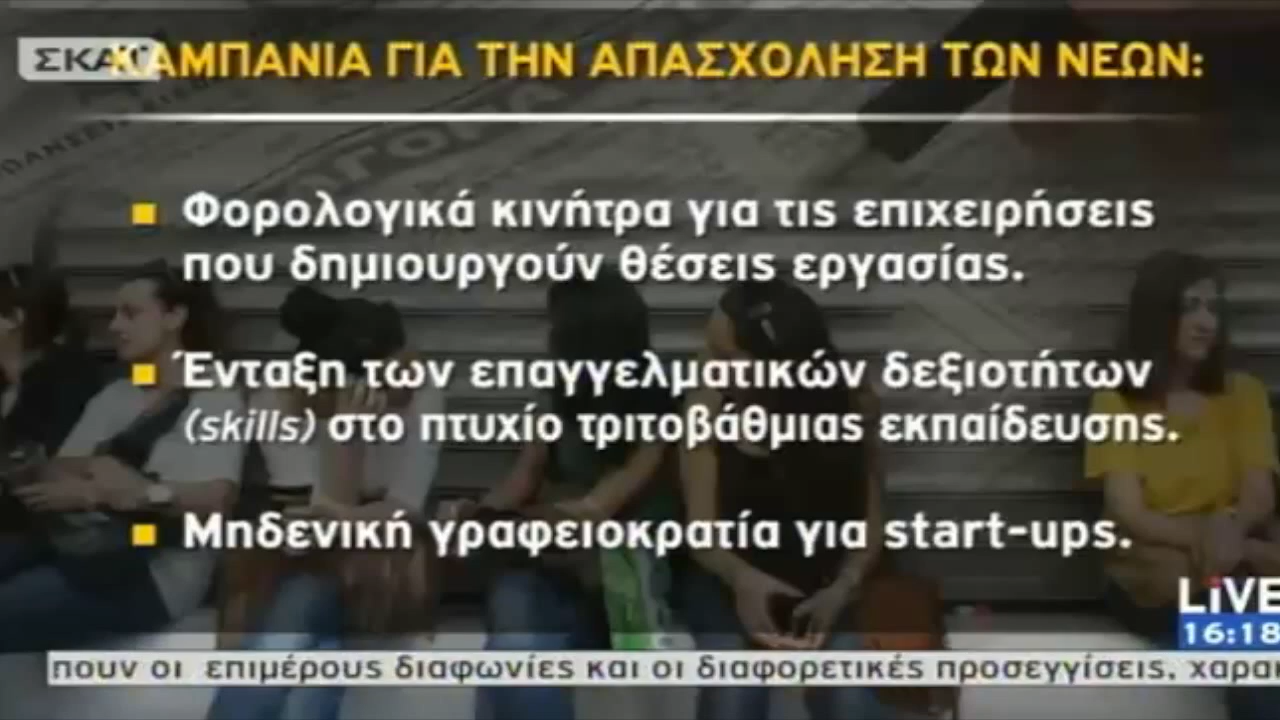 ΣΚΑΪ
ΚΑΜΠΑΝΙΑ ΓΙΑ ΤΗΝ ΑΠΑΣΧΟΛΗΣΗ ΤΩΝ ΝΕΩΝ:
Φορολογικά κινήτρα για τις επιχειρήσεις
που δημιουργούν θέσεις εργασίας.
Ένταξη των επαγγελματικών δεξιοτήτων
(skills) στο πτυχίο τριτοβάθμιας εκπαίδευσης.
Μηδενική γραφειοκρατία για start-ups.
LiVE
16:18
πουν οι επιμέρους διαφωνίες και οι διαφορετικές προσεγγίσεις,